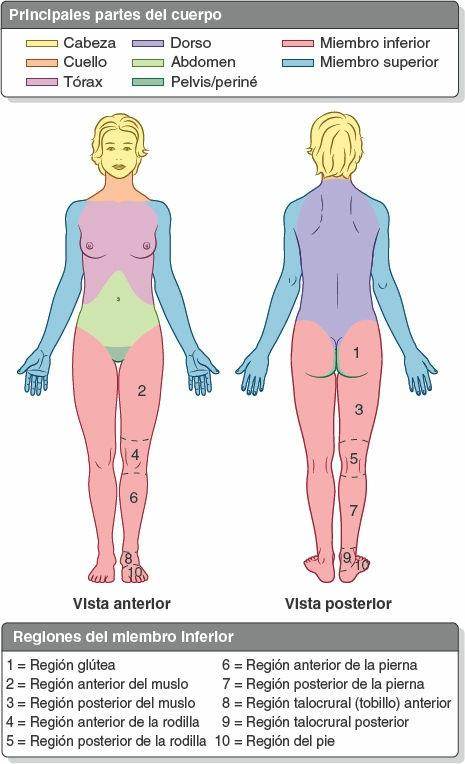 Principales partes del cuerpo
Cabeza Dorso Miembro inferior
Cuello Abdomen Miembro superior
Tórax Pelvis/periné
1
2
3
4
5
6
7
8
9
10
10
Vista anterior Vista posterior
Regiones del miembro inferior
1 = Región glútea 6 = Región anterior de la pierna
2 = Región anterior del muslo 7 = Región posterior de la pierna
3 = Región posterior del muslo 8 = Región talocrural (tobillo) anterior
4 = Región anterior de la rodilla 9 = Región talocrural posterior
5 = Región posterior de la rodilla 10 = Región del pie